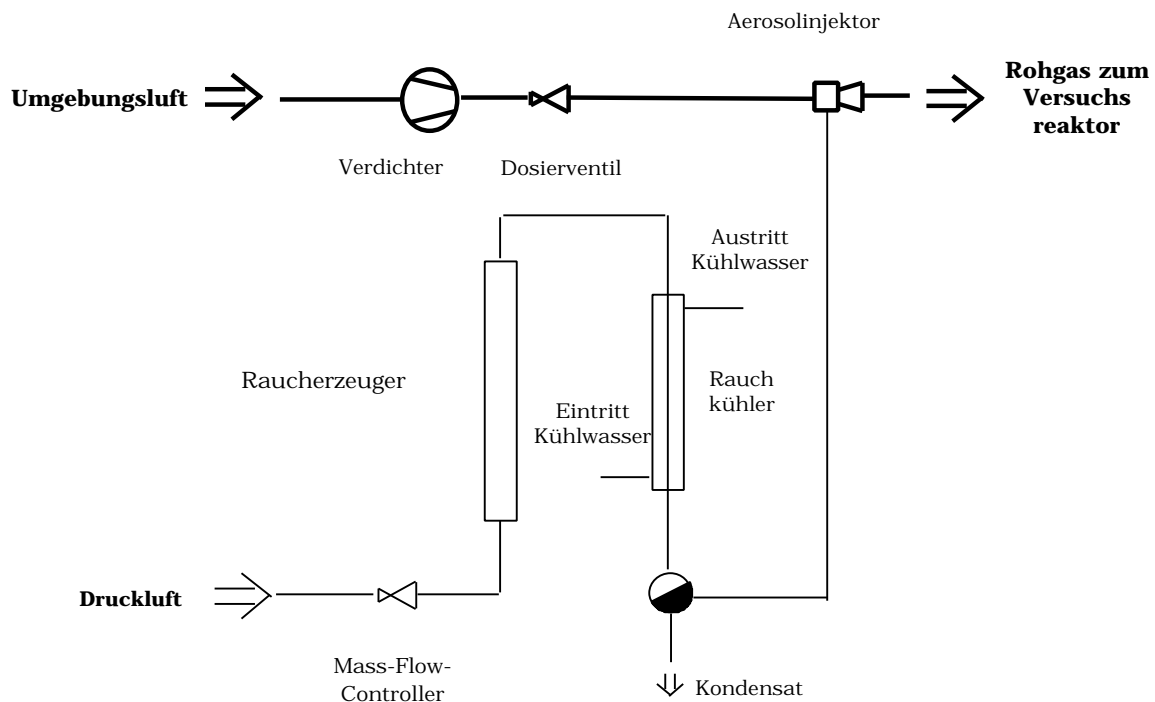 Aerosolinjektor
Umgebungsluft
Rohgas zum
Versuchs
reaktor
Verdichter
Dosierventil
Austritt
Kühlwasser
Raucherzeuger
Rauch
kühler
Eintritt
Kühlwasser
Druckluft
Mass-Flow-
Controller
Kondensat